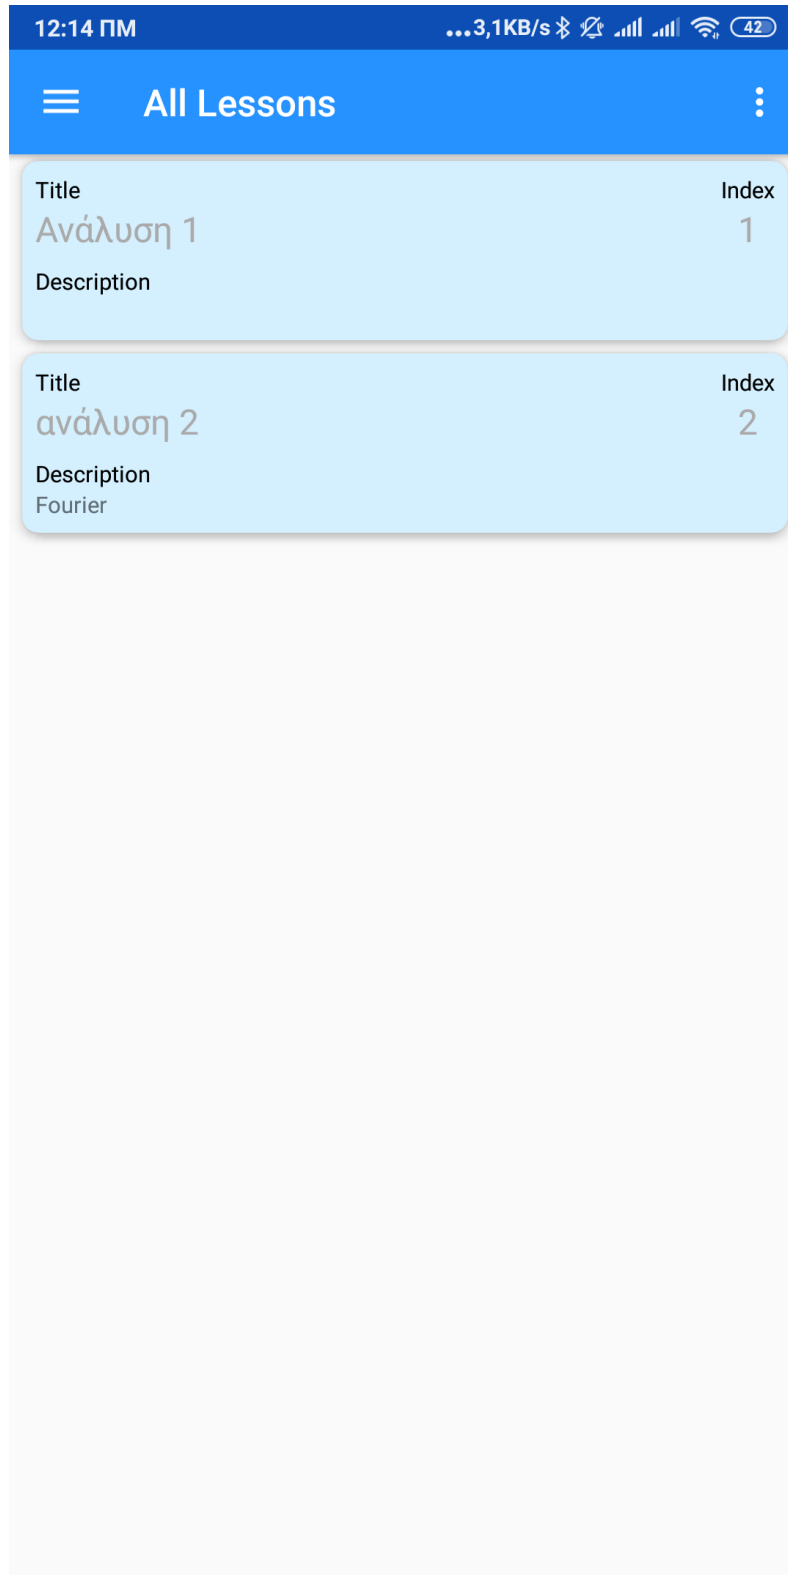 12:14 ΠΜ ...3,1KB/s 42
All Lessons
Title Index
Ανάλυση 1 1
Description
Title Index
ανάλυση 2 2
Description
Fourier